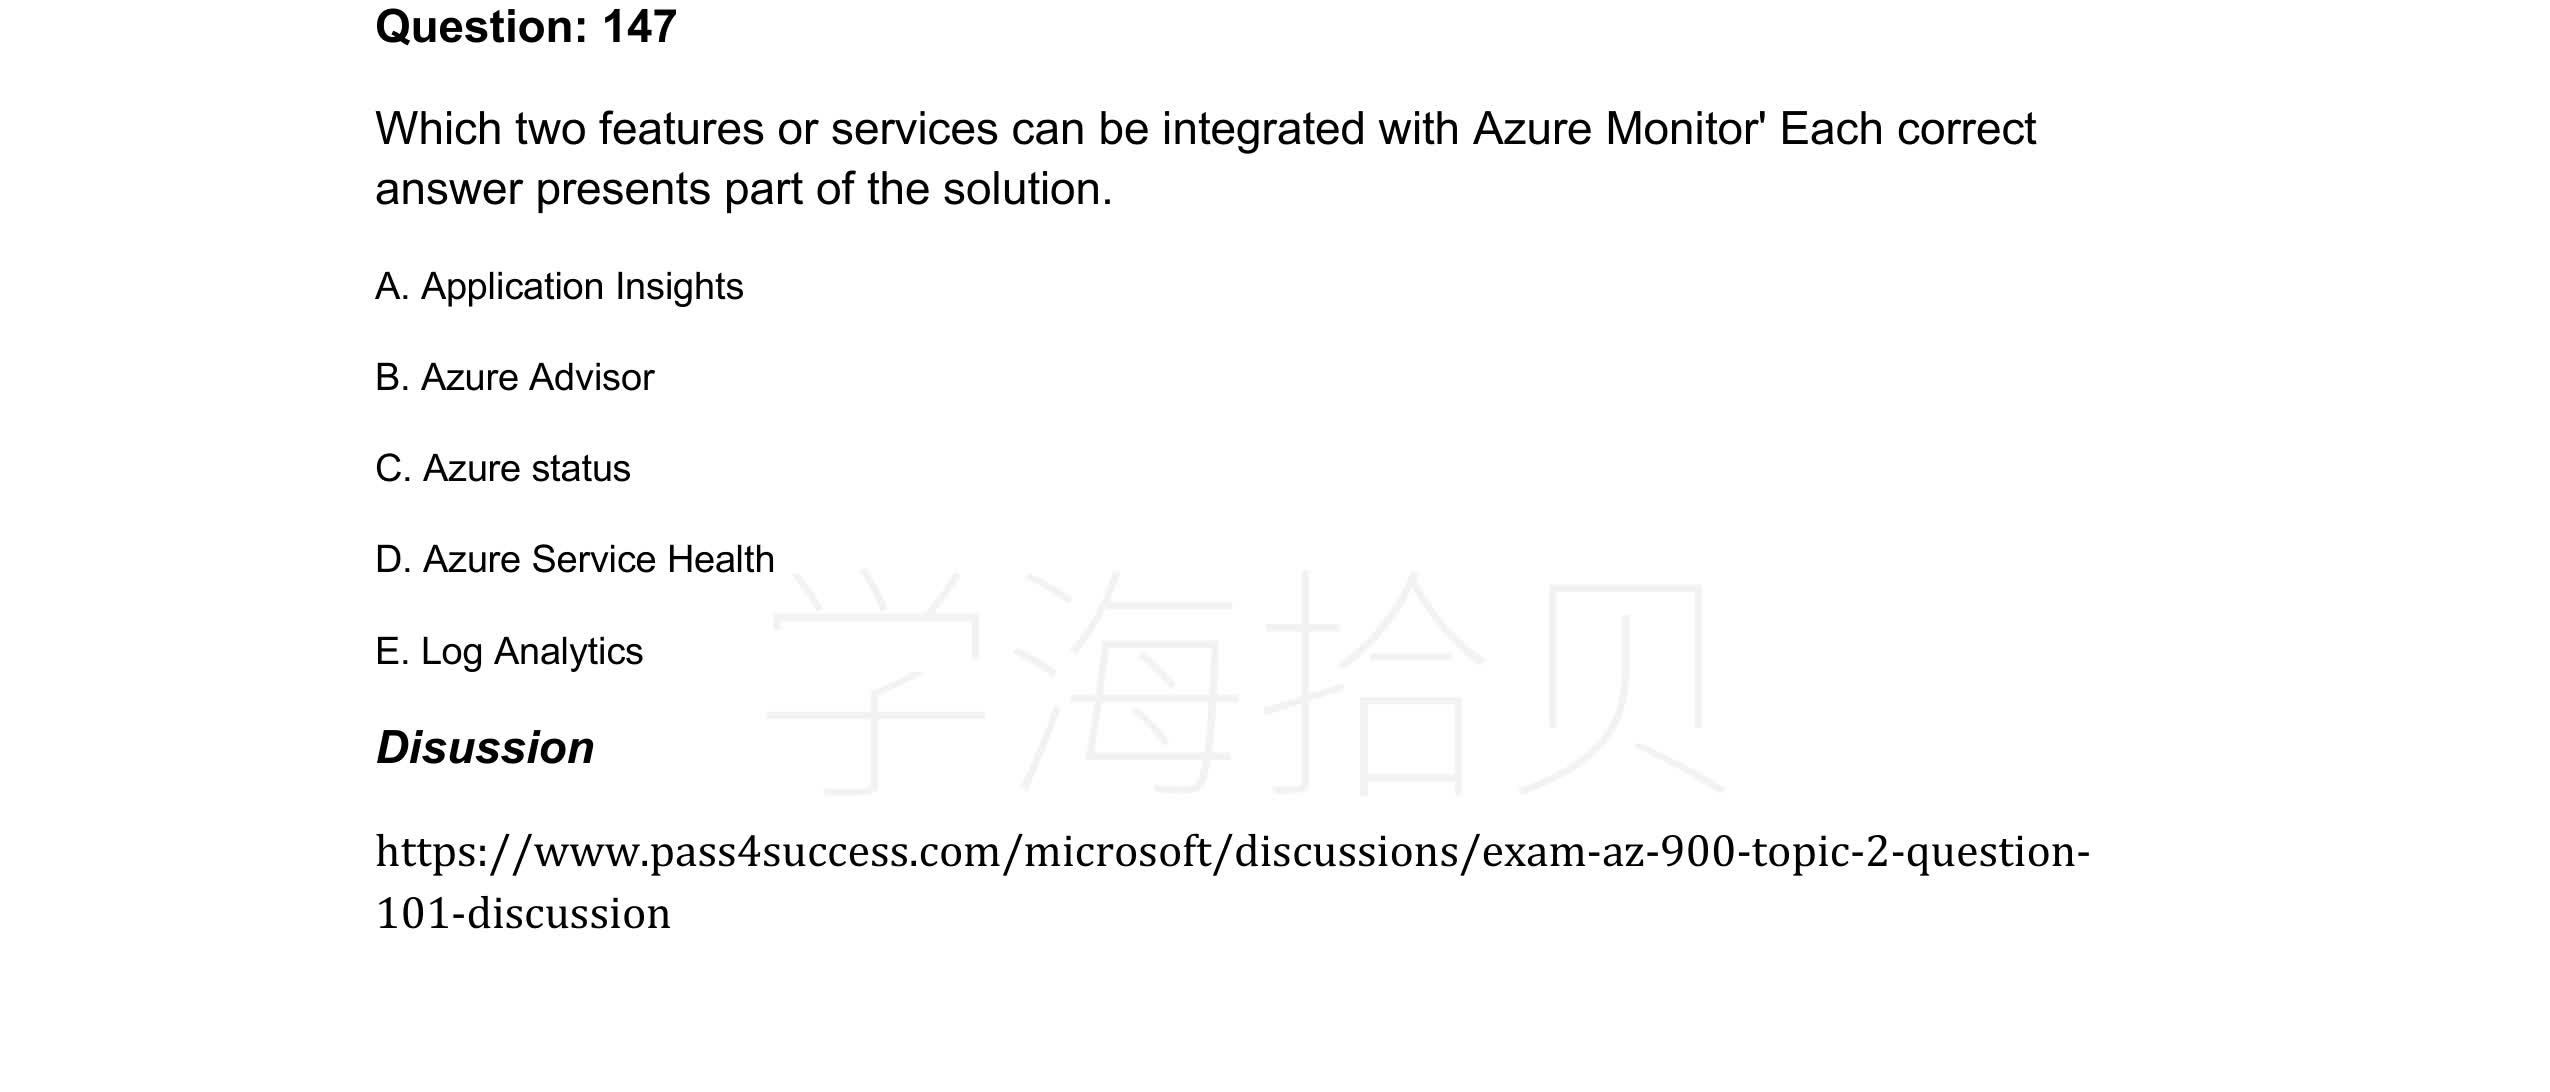 Question: 147
Which two features or services can be integrated with Azure Monitor' Each correct
answer presents part of the solution.
A. Application Insights
B. Azure Advisor
C. Azure status
D. Azure Service Health
E. Log Analytics
学海拾贝
Disussion
https://www.pass4success.com/microsoft/discussions/exam-az-900-topic-2-question-
101-discussion